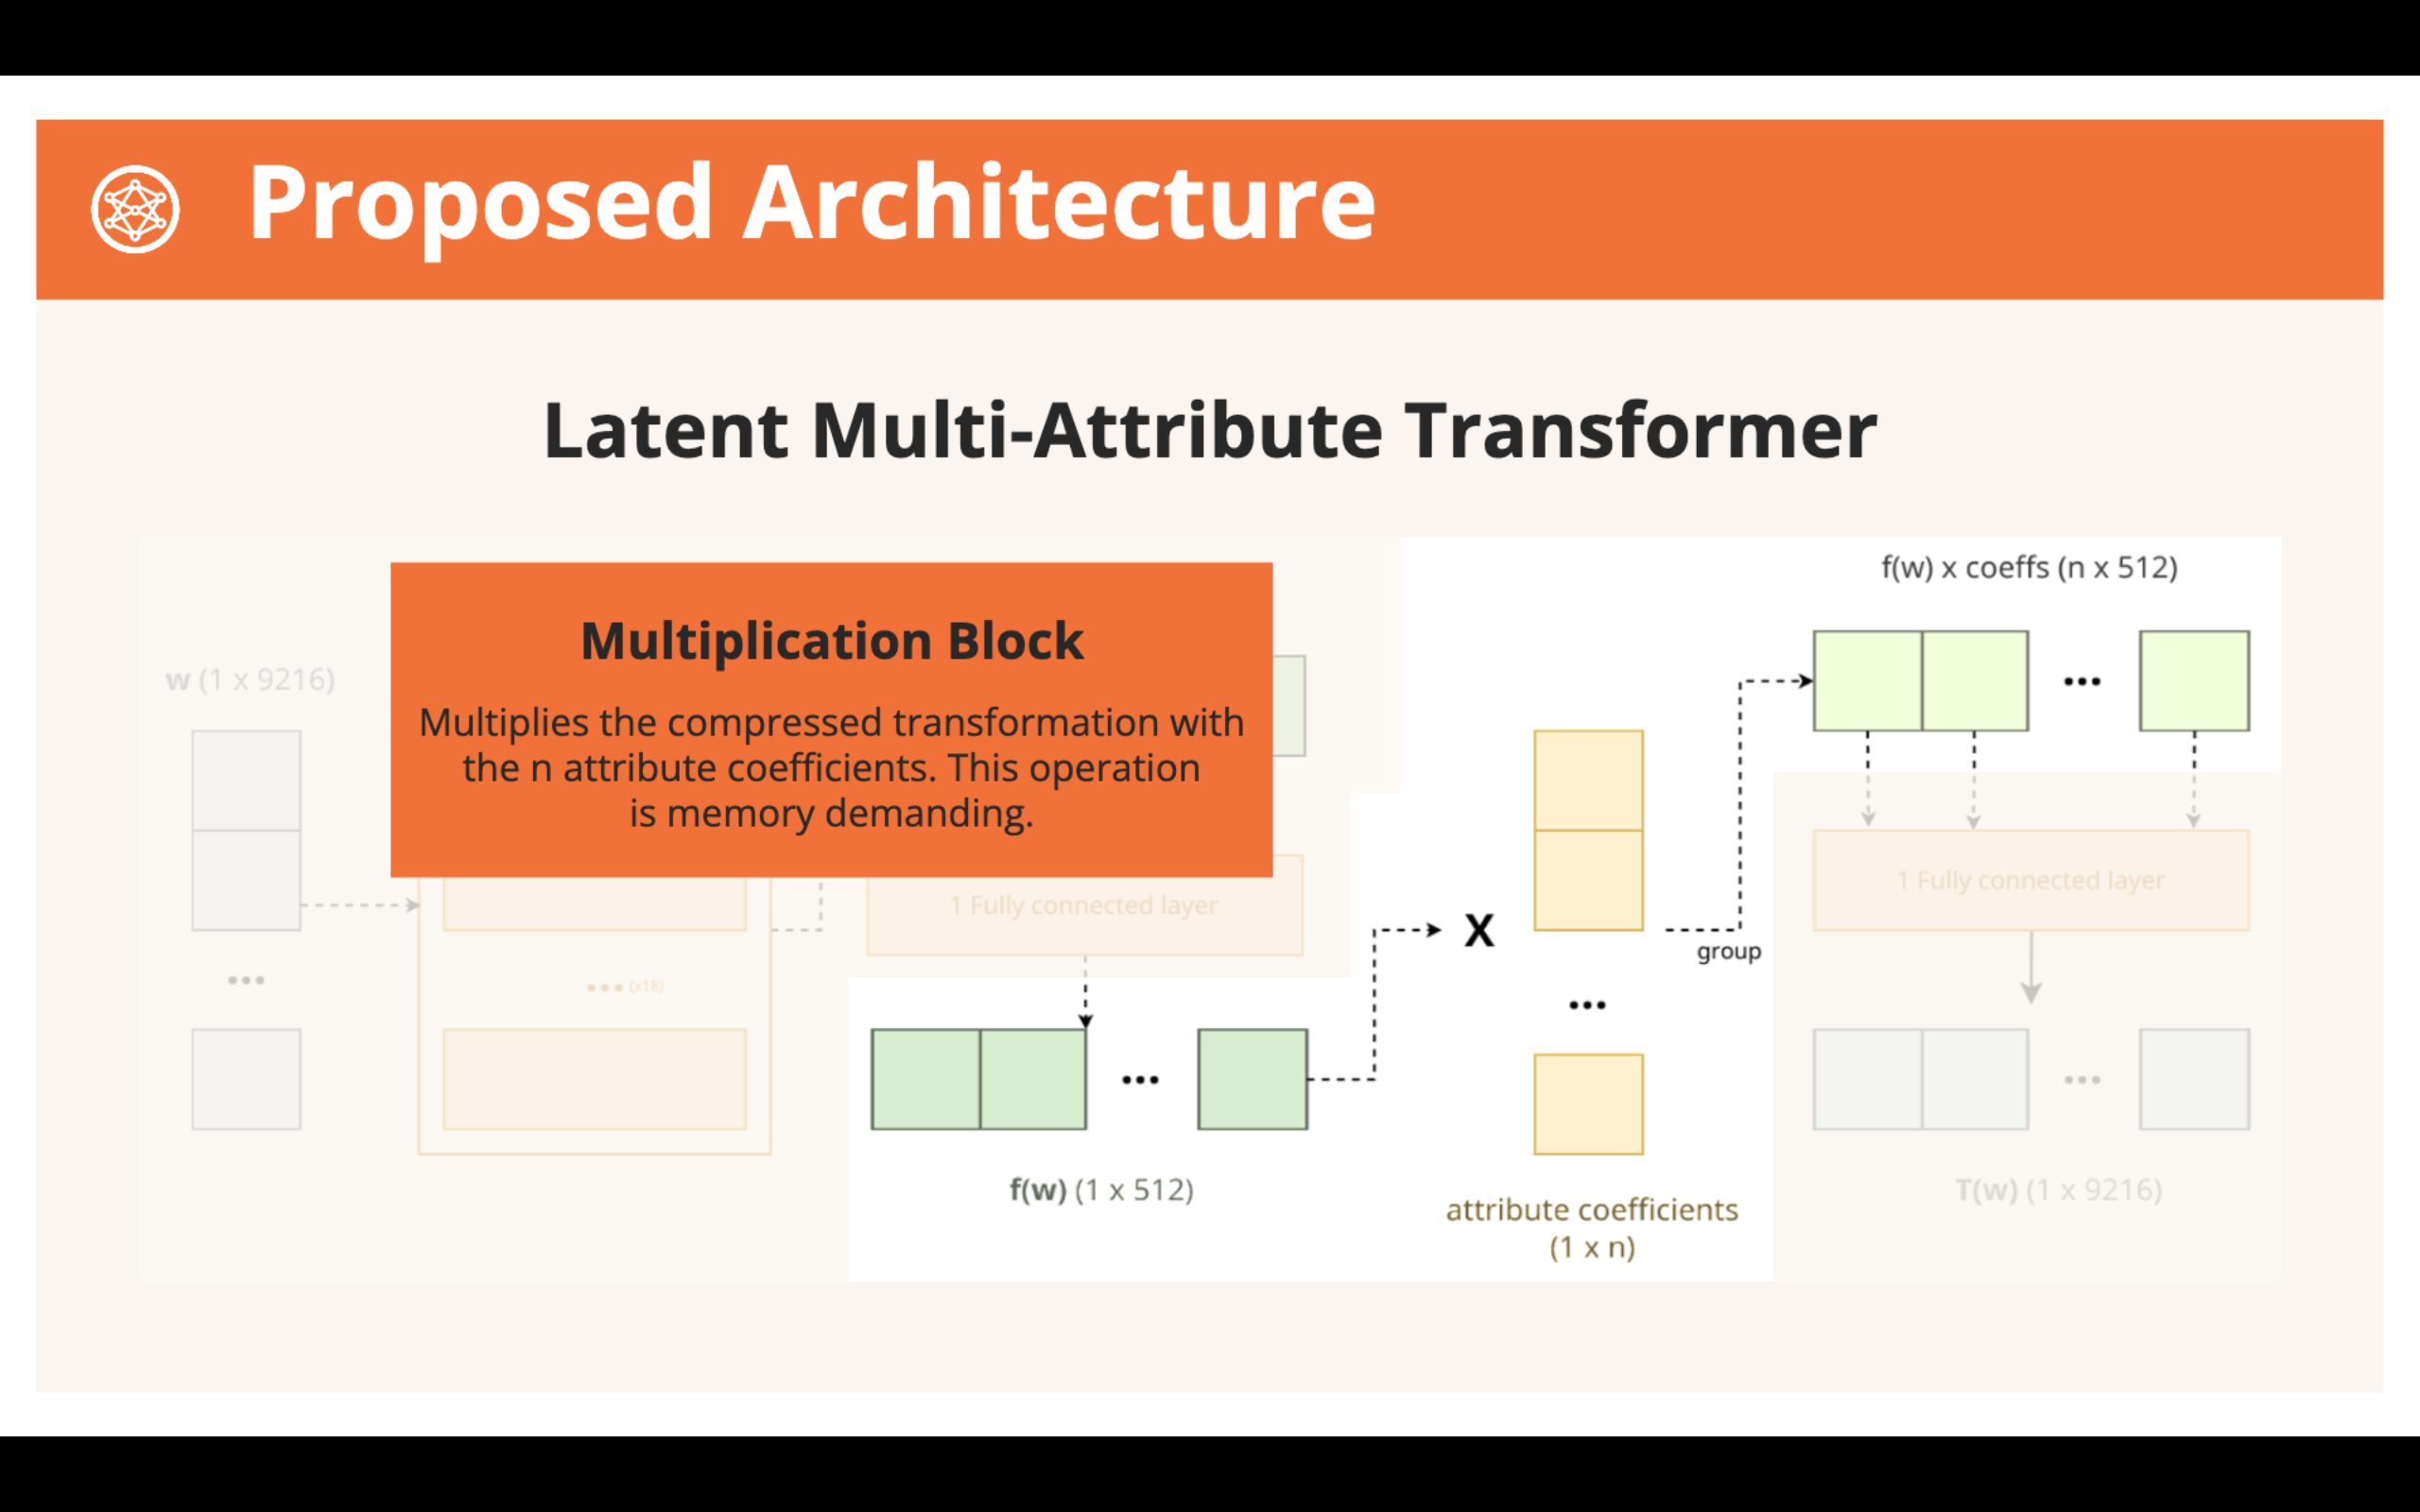 Proposed Architecture
Latent Multi-Attribute Transformer
f(w) x coeffs (n x 512)
Multiplication Block
Multiplies the compressed transformation with
the n attribute coefficients. This operation
is memory demanding.
w (1 x 9216)
1 Fully connected layer
1 Fully connected layer
X
group
••• (x18)
f(w) (1 x 512)
T(w) (1 x 9216)
attribute coefficients
(1 x n)